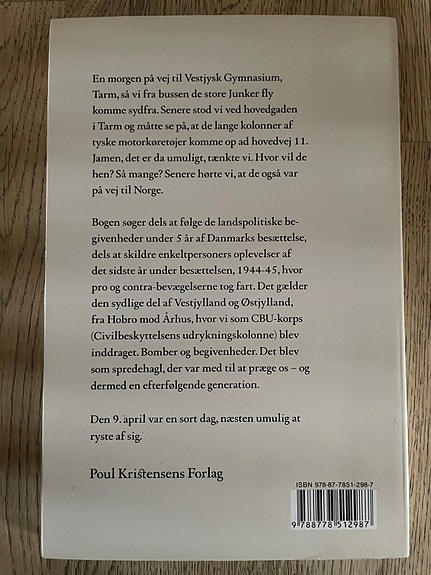 En morgen på vej til Vestjysk Gymnasium,
Tarm, så vi fra bussen de store Junker fly
komme sydfra. Senere stod vi ved hovedgaden
i Tarm og måtte se på, at de lange kolonner af
tyske motorkøretøjer komme op ad hovedvej 11.
Jamen, det er da umuligt, tænkte vi. Hvor vil de
hen? Så mange? Senere hørte vi, at de også var
på vej til Norge.
Bogen søger dels at følge de landspolitiske be-
givenheder under 5 år af Danmarks besættelse,
dels at skildre enkeltpersoners oplevelser af
det sidste år under besættelsen, 1944-45, hvor
pro og contra-bevægelserne tog fart. Det gælder
den sydlige del af Vestjylland og Østjylland,
fra Hobro mod Århus, hvor vi som CBU-korps
(Civilbeskyttelsens udrykningskolonne) blev
inddraget. Bomber og begivenheder. Det blev
som spredehagl, der var med til at præge os – og
dermed en efterfølgende generation.
Den 9. april var en sort dag, næsten umulig at
ryste af sig.
Poul Kristensens Forlag
ISBN 978-87-7851-298-7
9 788778 512987